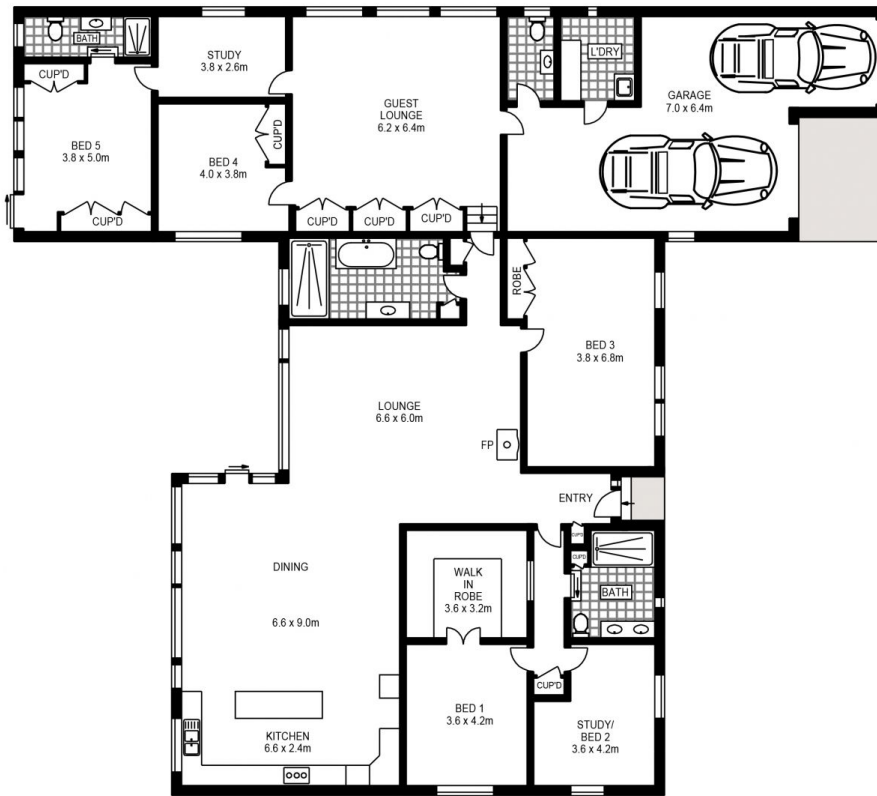 BATH
STUDY
3.8 x 2.6m
CUP'D
BED 5
3.8 x 5.0m
CUP'D
BED 4
4.0 x 3.8m
CUP'D
GUEST
LOUNGE
6.2 x 6.4m
CUP'D
CUP'D
CUP'D
L'DRY
GARAGE
7.0 x 6.4m
ROBE
BED 3
3.8 x 6.8m
LOUNGE
6.6 x 6.0m
FP
ENTRY
CUP'D
CUP'D
BATH
DINING
6.6 x 9.0m
WALK
IN
ROBE
3.6 x 3.2m
CUP'D
BED 1
3.6 x 4.2m
STUDY/
BED 2
3.6 x 4.2m
KITCHEN
6.6 x 2.4m